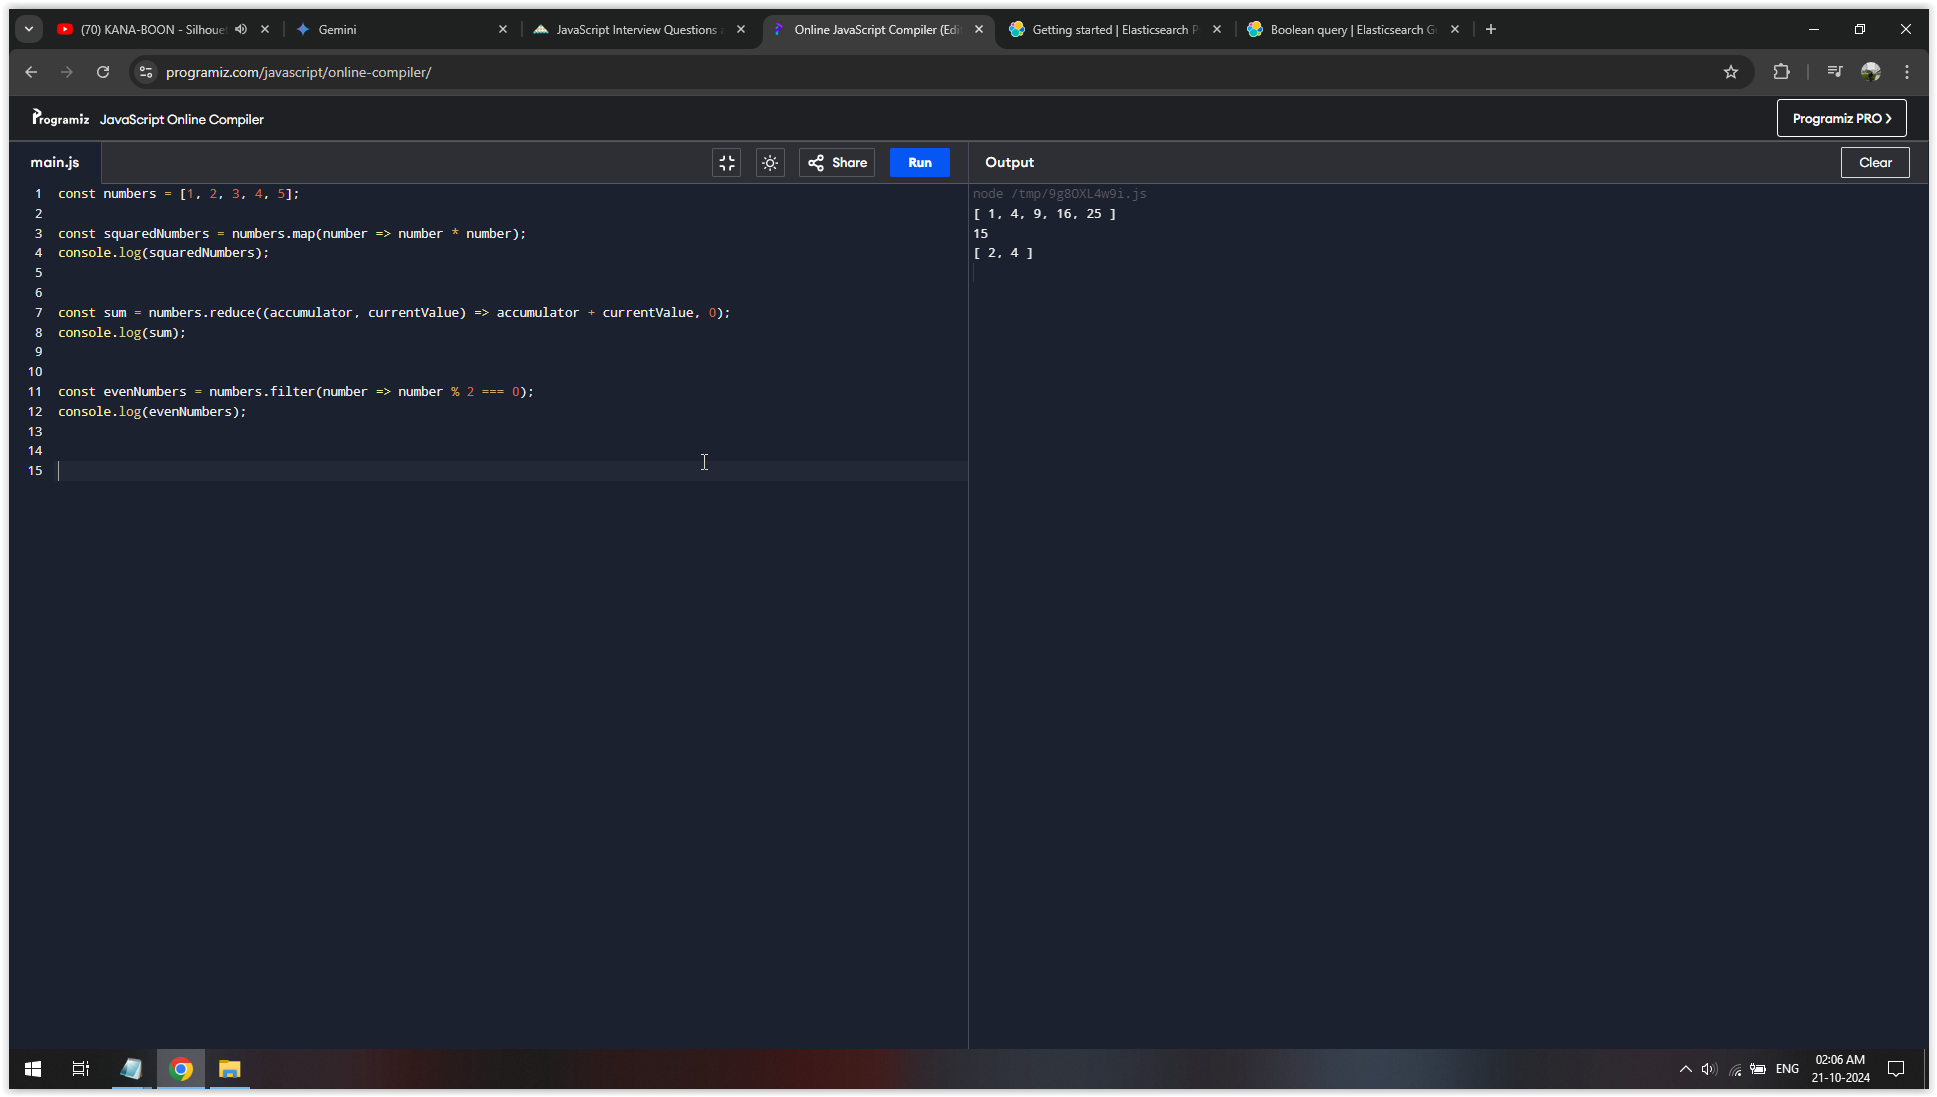 (70) KANA-BOON - Silhoue
Gemini
JavaScript Interview Questions
Online JavaScript Compiler (Edi
Getting started | Elasticsearch P
Boolean query | Elasticsearch G
programiz.com/javascript/online-compiler/
Programiz JavaScript Online Compiler
Programiz PRO
main.js
Share
Run
Output
Clear
1 const numbers = [1, 2, 3, 4, 5];
2
3 const squaredNumbers = numbers.map(number => number * number);
4 console.log(squaredNumbers);
5
6
7 const sum = numbers.reduce((accumulator, currentValue) => accumulator + currentValue, 0);
8 console.log(sum);
9
10
11 const evenNumbers = numbers.filter(number => number % 2 === 0);
12 console.log(evenNumbers);
13
14
15
node /tmp/9g8OXL4w9i.js
[ 1, 4, 9, 16, 25 ]
15
[ 2, 4 ]
ENG
02:06 AM
21-10-2024